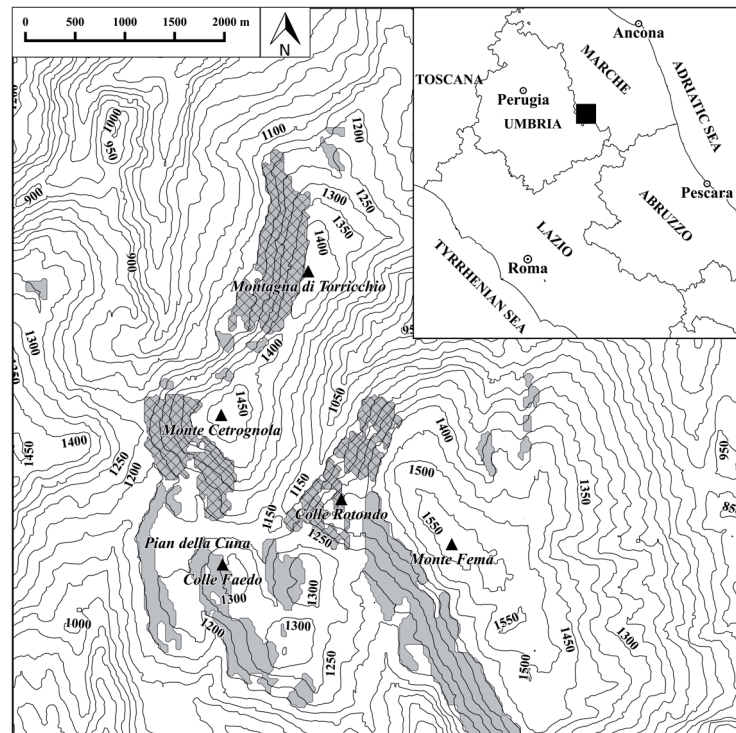 0 500 1000 1500 2000 m
N
Ancona
MARCHE
ADRIATIC SEA
TOSCANA
Perugia
UMBRIA
Pescara
ABRUZZO
LAZIO
Roma
TYRRHENIAN SEA
1000
950
1100
1200
900
1300
1250
1350
1400
900
Montagna di Torricchio
1300
1400
1050
1450
Monte Cetrognola
1400
1450
1400
1250
1200
1500
950
1150
1350
1150
Colle Rotondo
1250
1550
Pian della Cuna
Monte Fema
Colle Faedo
1300
1300
1000
1200
1300
1550
1450
1300
1250
1500